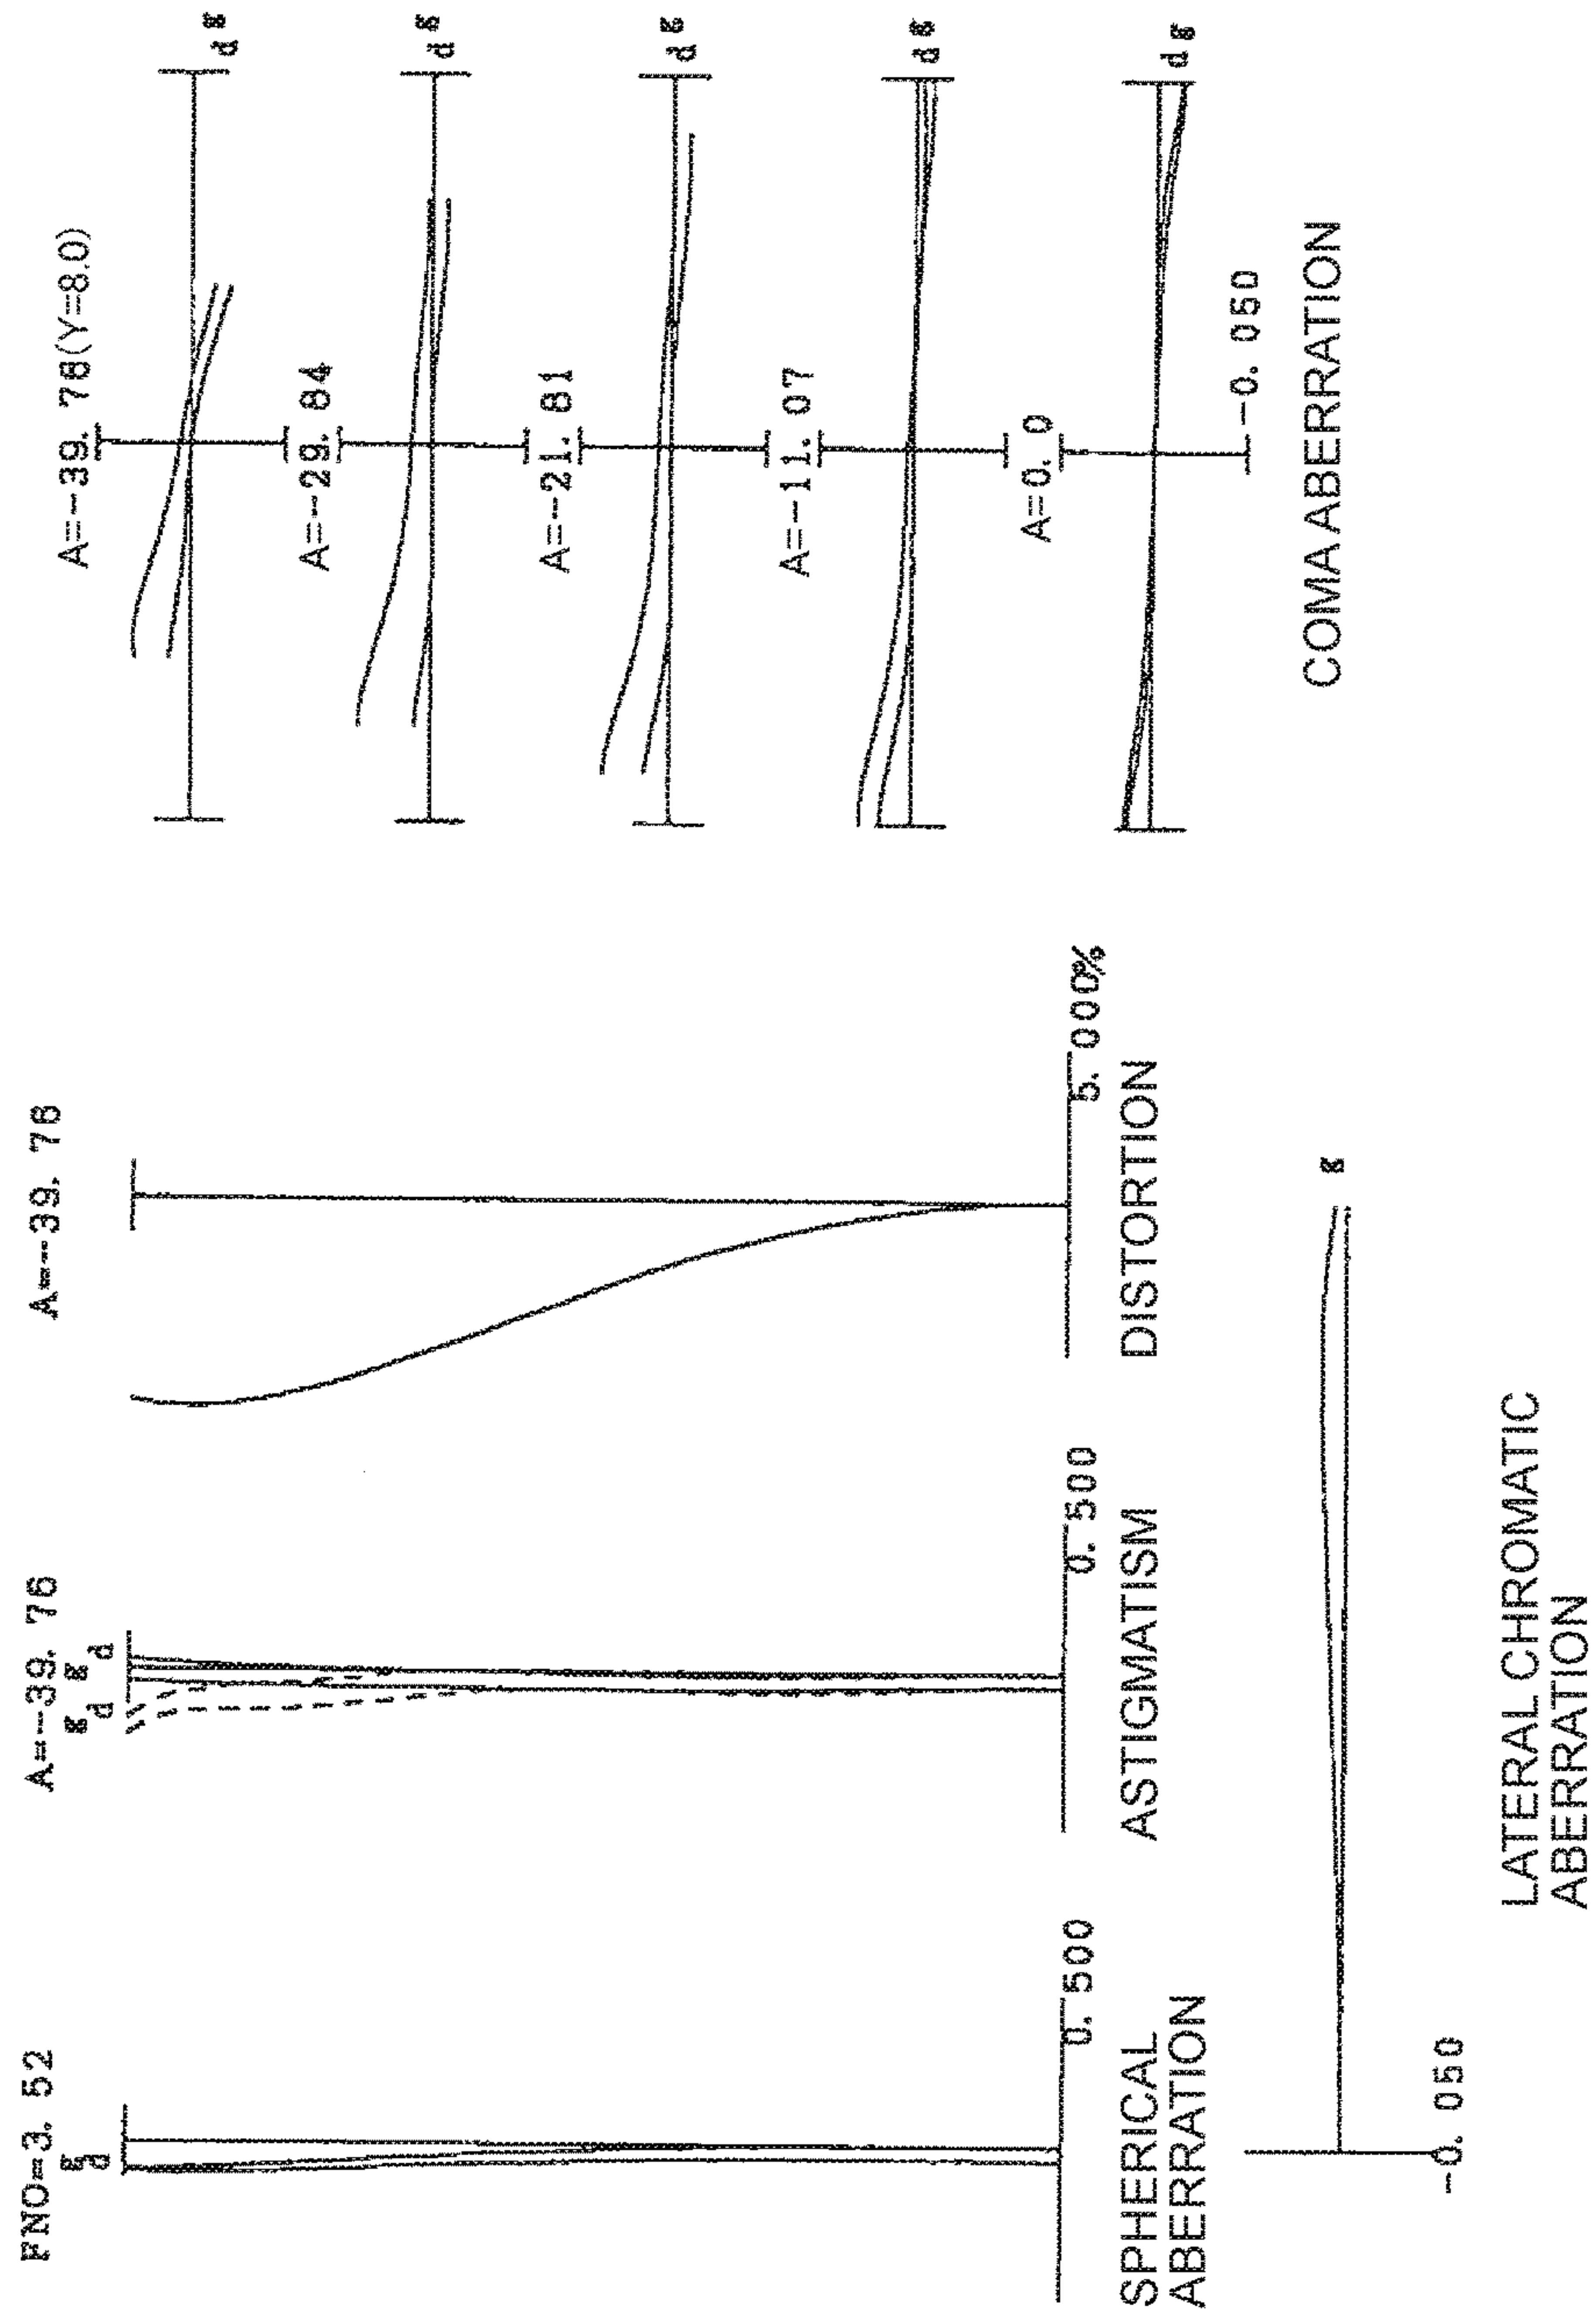 FNO=3. 52
g
d
0. 500
SPHERICAL
ABERRATION
A=-39. 76
g
d
g
d
0. 500
ASTIGMATISM
A=-39. 76
5. 000%
DISTORTION
g
-0. 050
LATERAL CHROMATIC
ABERRATION
A=-39. 76(Y=8.0)
g
d
A=-29. 84
g
d
A=-21. 81
g
d
A=-11. 07
g
d
A=0. 0
g
d
-0. 050
COMA ABERRATION